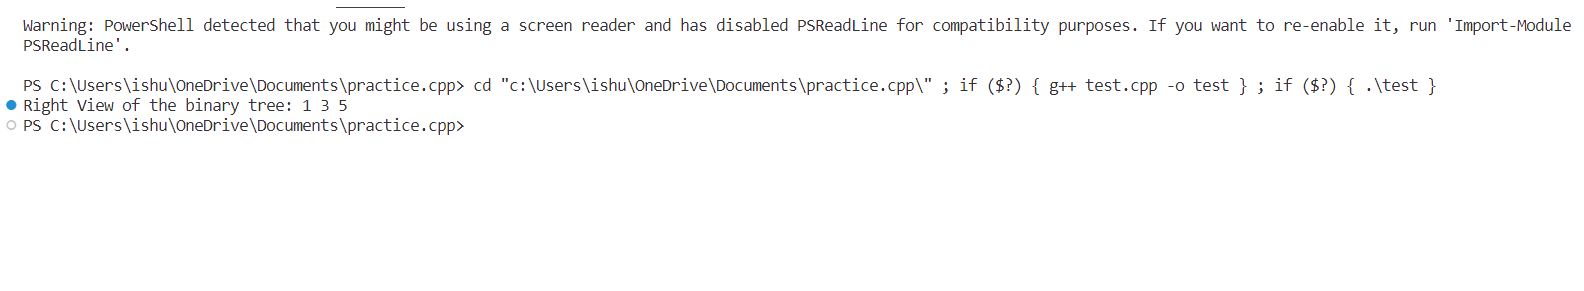 Warning: PowerShell detected that you might be using a screen reader and has disabled PSReadLine for compatibility purposes. If you want to re-enable it, run 'Import-Module
PSReadLine'.
PS C:\Users\ishu\OneDrive\Documents\practice.cpp> cd "c:\Users\ishu\OneDrive\Documents\practice.cpp\" ; if ($?) { g++ test.cpp -o test } ; if ($?) { .\test }
Right View of the binary tree: 1 3 5
PS C:\Users\ishu\OneDrive\Documents\practice.cpp>